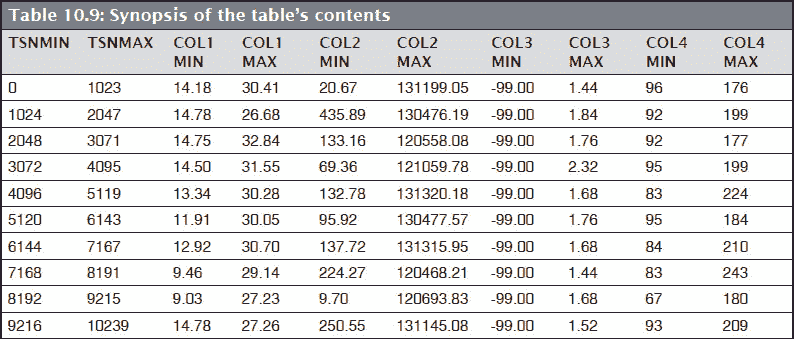 Table 10.9: Synopsis of the table's contents
TSNMIN TSNMAX COL1 MIN COL1 MAX COL2 MIN COL2 MAX COL3 MIN COL3 MAX COL4 MIN COL4 MAX
0 1023 14.18 30.41 20.67 131199.05 -99.00 1.44 96 176
1024 2047 14.78 26.68 435.89 130476.19 -99.00 1.84 92 199
2048 3071 14.75 32.84 133.16 120558.08 -99.00 1.76 92 177
3072 4095 14.50 31.55 69.36 121059.78 -99.00 2.32 95 199
4096 5119 13.34 30.28 132.78 131320.18 -99.00 1.68 83 224
5120 6143 11.91 30.05 95.92 130477.57 -99.00 1.76 95 184
6144 7167 12.92 30.70 137.72 131315.95 -99.00 1.68 84 210
7168 8191 9.46 29.14 224.27 120468.21 -99.00 1.44 83 243
8192 9215 9.03 27.23 9.70 120693.83 -99.00 1.68 67 180
9216 10239 14.78 27.26 250.55 131145.08 -99.00 1.52 93 209